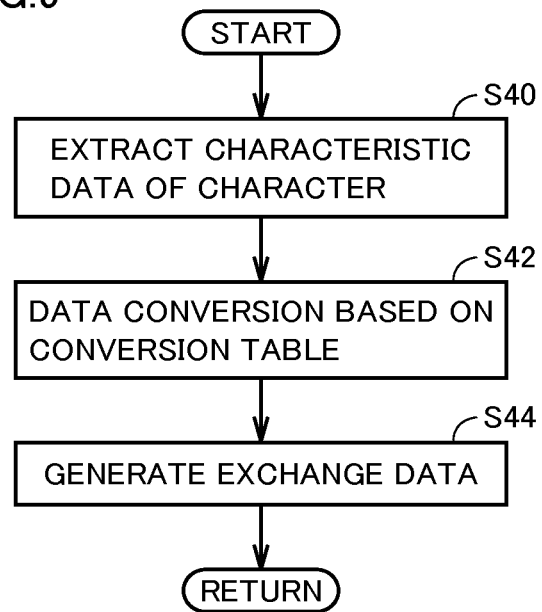 START
S40
EXTRACT CHARACTERISTIC
DATA OF CHARACTER
S42
DATA CONVERSION BASED ON
CONVERSION TABLE
S44
GENERATE EXCHANGE DATA
RETURN